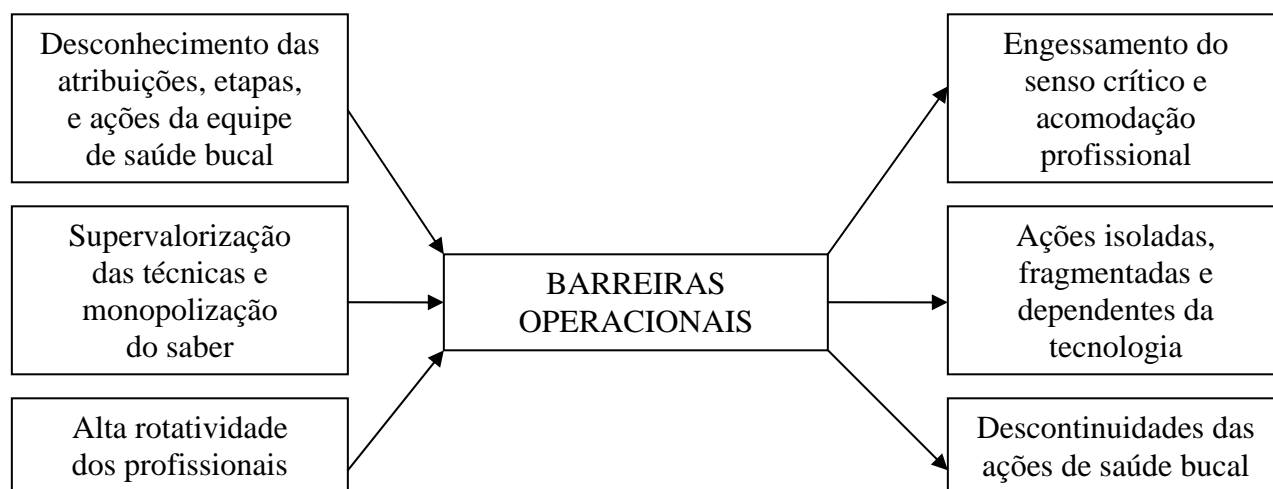 Desconhecimento das
atribuições, etapas,
e ações da equipe
de saúde bucal
Supervalorização
das técnicas e
monopolização
do saber
Alta rotatividade
dos profissionais
BARREIRAS
OPERACIONAIS
Engessamento do
senso crítico e
acomodação
profissional
Ações isoladas,
fragmentadas e
dependentes da
tecnologia
Descontinuidades das
ações de saúde bucal